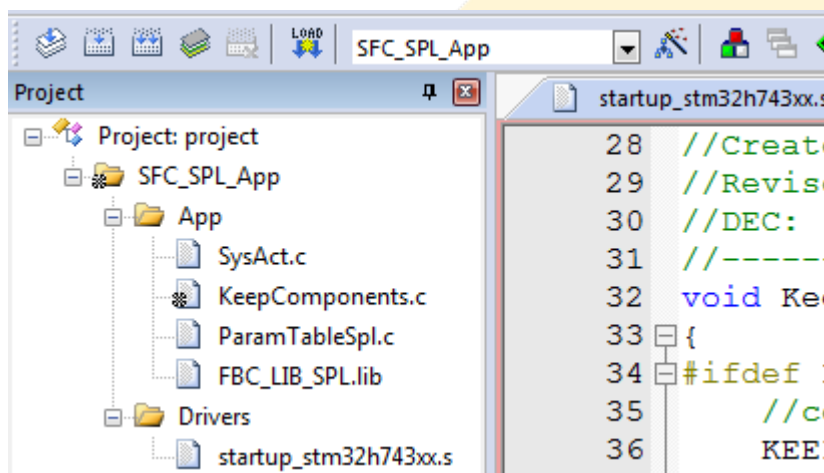 LOAD
SFC_SPL_App
Project
Project: project
SFC_SPL_App
App
SysAct.c
KeepComponents.c
ParamTableSpl.c
FBC_LIB_SPL.lib
Drivers
startup_stm32h743xx.s
startup_stm32h743xx.s
28 //Creat
29 //Revis
30 //DEC:
31 //-----
32 void Ke
33 {
34 #ifdef
35 //c
36 KEE